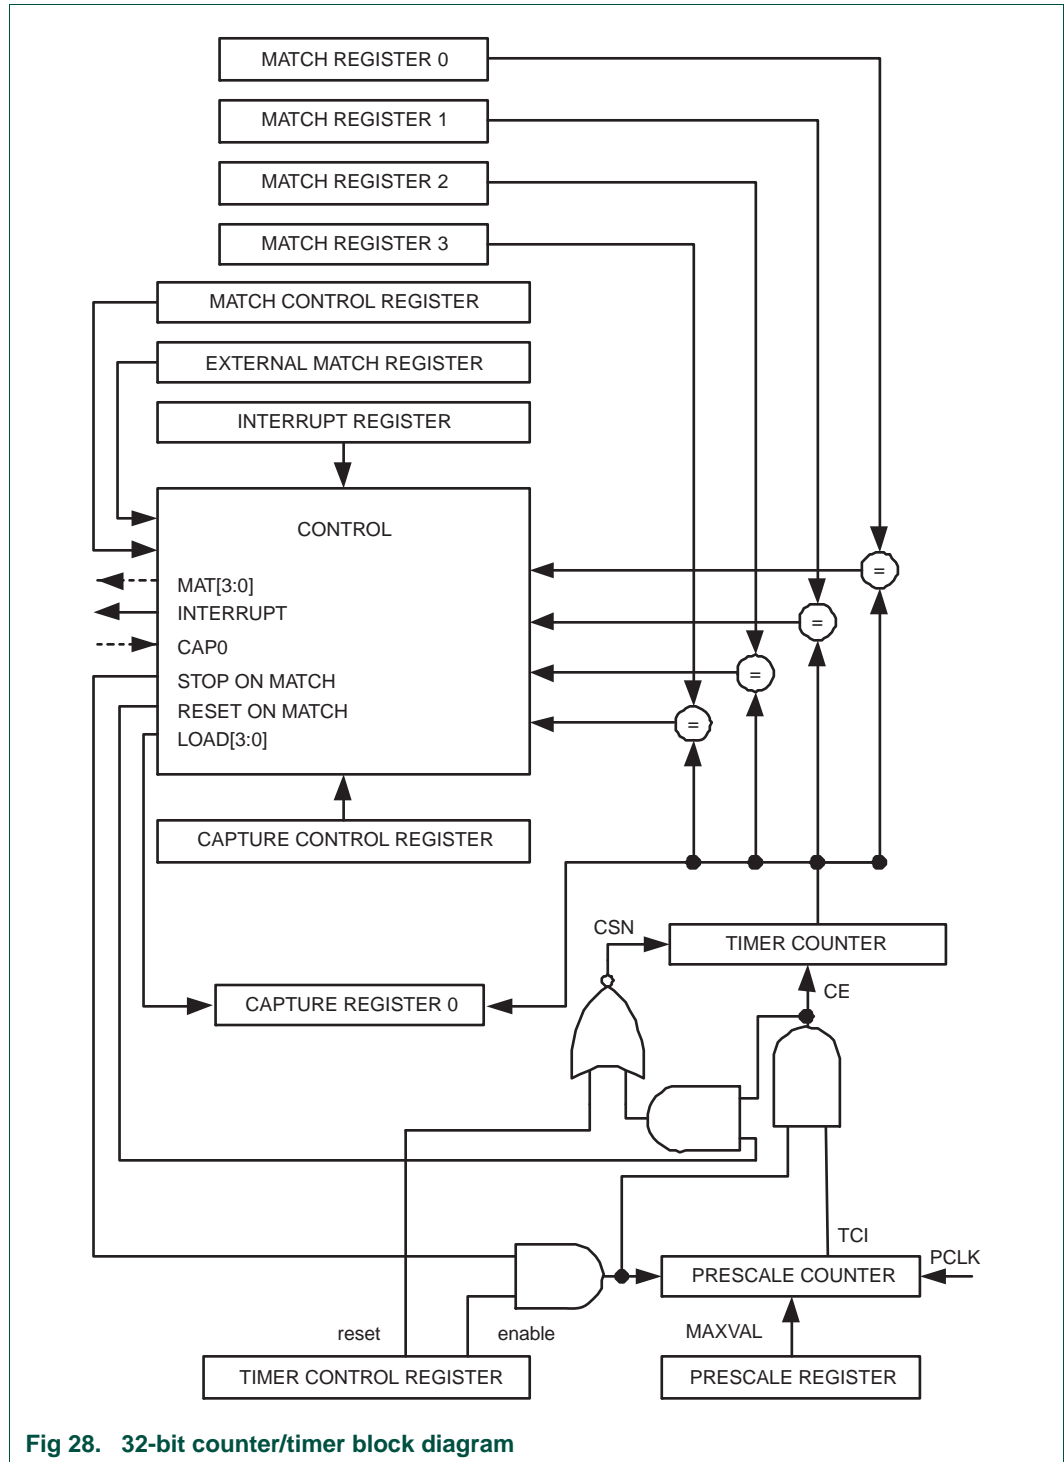 MATCH REGISTER 0
MATCH REGISTER 1
MATCH REGISTER 2
MATCH REGISTER 3
MATCH CONTROL REGISTER
EXTERNAL MATCH REGISTER
INTERRUPT REGISTER
CONTROL
=
MAT[3:0]
INTERRUPT
=
CAP0
STOP ON MATCH
=
RESET ON MATCH
=
LOAD[3:0]
CAPTURE CONTROL REGISTER
CSN
TIMER COUNTER
CE
CAPTURE REGISTER 0
TCI
PCLK
PRESCALE COUNTER
reset
enable
MAXVAL
TIMER CONTROL REGISTER
PRESCALE REGISTER
Fig 28. 32-bit counter/timer block diagram